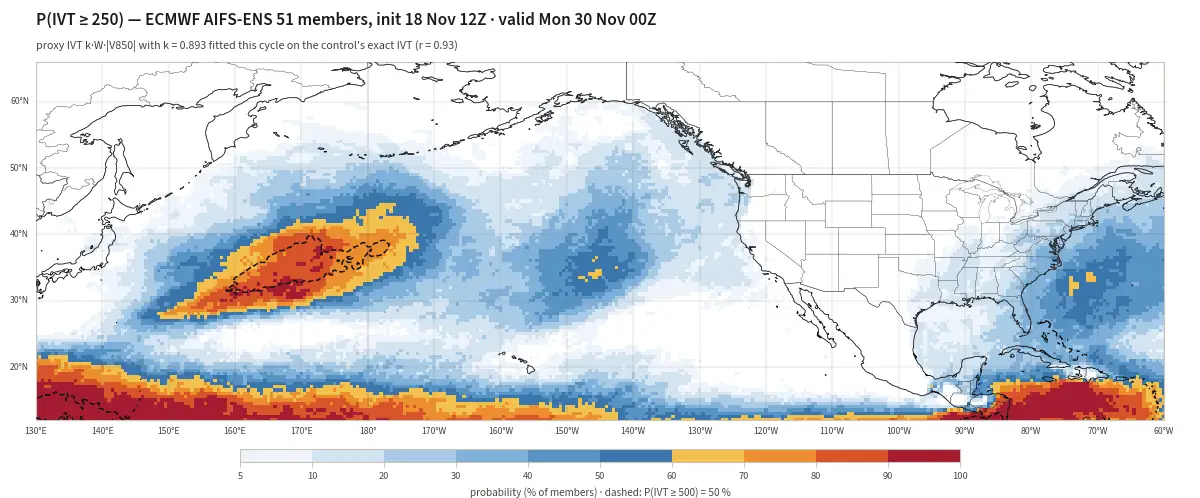 P(IVT ≥ 250) — ECMWF AIFS-ENS 51 members, init 18 Nov 12Z · valid Mon 30 Nov 00Z
proxy IVT k·W·|V850| with k = 0.893 fitted this cycle on the control's exact IVT (r = 0.93)
60°N
50°N
40°N
30°N
20°N
130°E 140°E 150°E 160°E 170°E 180° 170°W 160°W 150°W 140°W 130°W 120°W 110°W 100°W 90°W 80°W 70°W 60°W
5 10 20 30 40 50 60 70 80 90 100
probability (% of members) · dashed: P(IVT ≥ 500) = 50 %